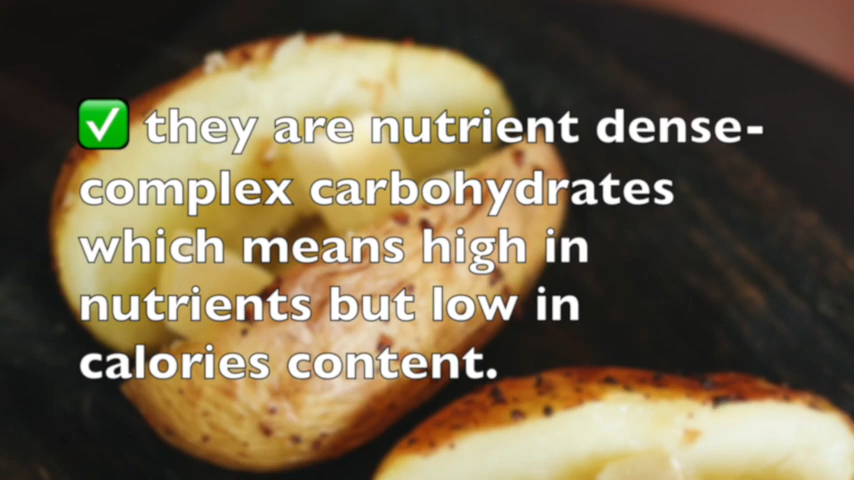 ✅ they are nutrient dense-
complex carbohydrates
which means high in
nutrients but low in
calories content.